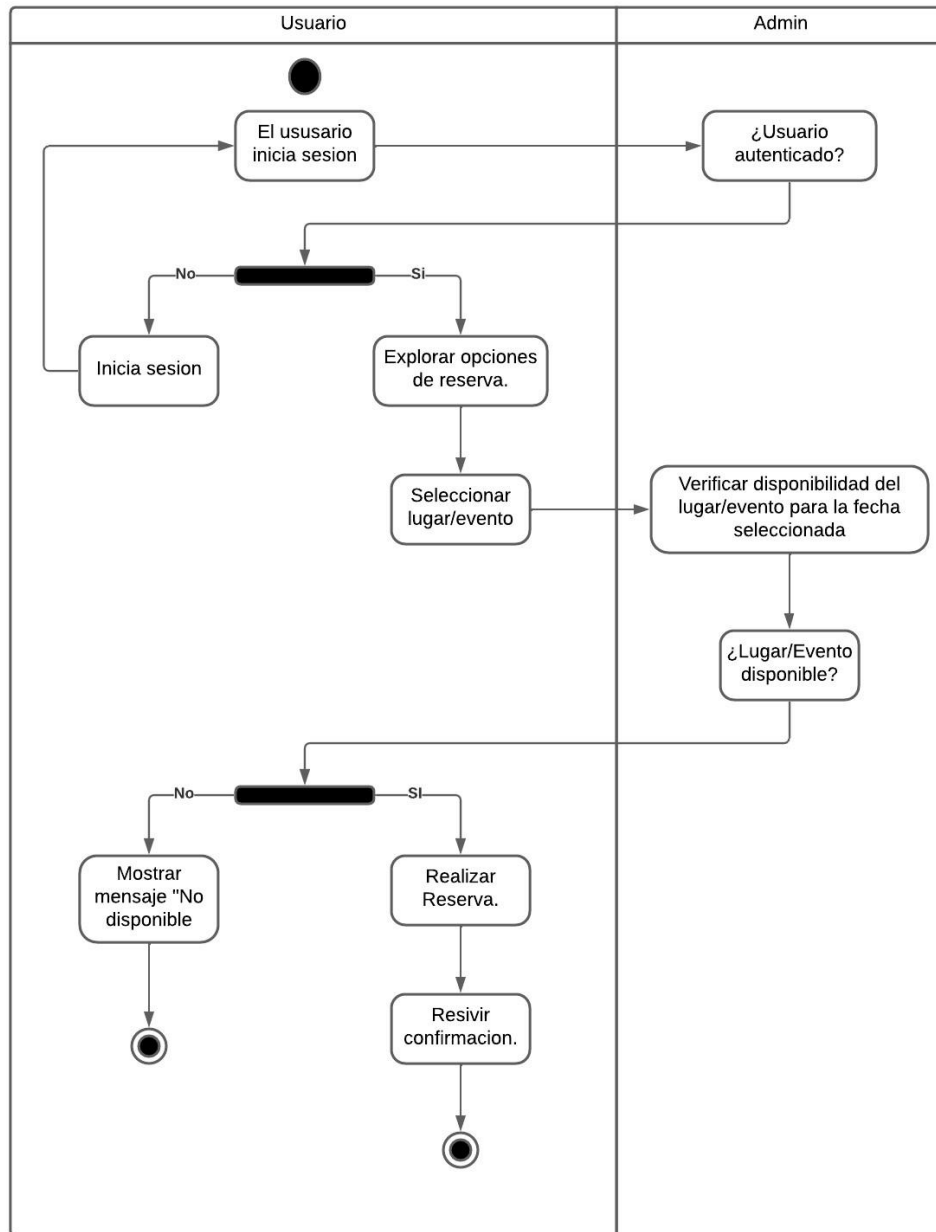 Usuario
Admin
El ususario
inicia sesion
¿Usuario
autenticado?
No
Si
Inicia sesion
Explorar opciones
de reserva.
Seleccionar
lugar/evento
Verificar disponibilidad del
lugar/evento para la fecha
seleccionada
¿Lugar/Evento
disponible?
No
SI
Mostrar
mensaje "No
disponible
Realizar
Reserva.
Resivir
confirmacion.